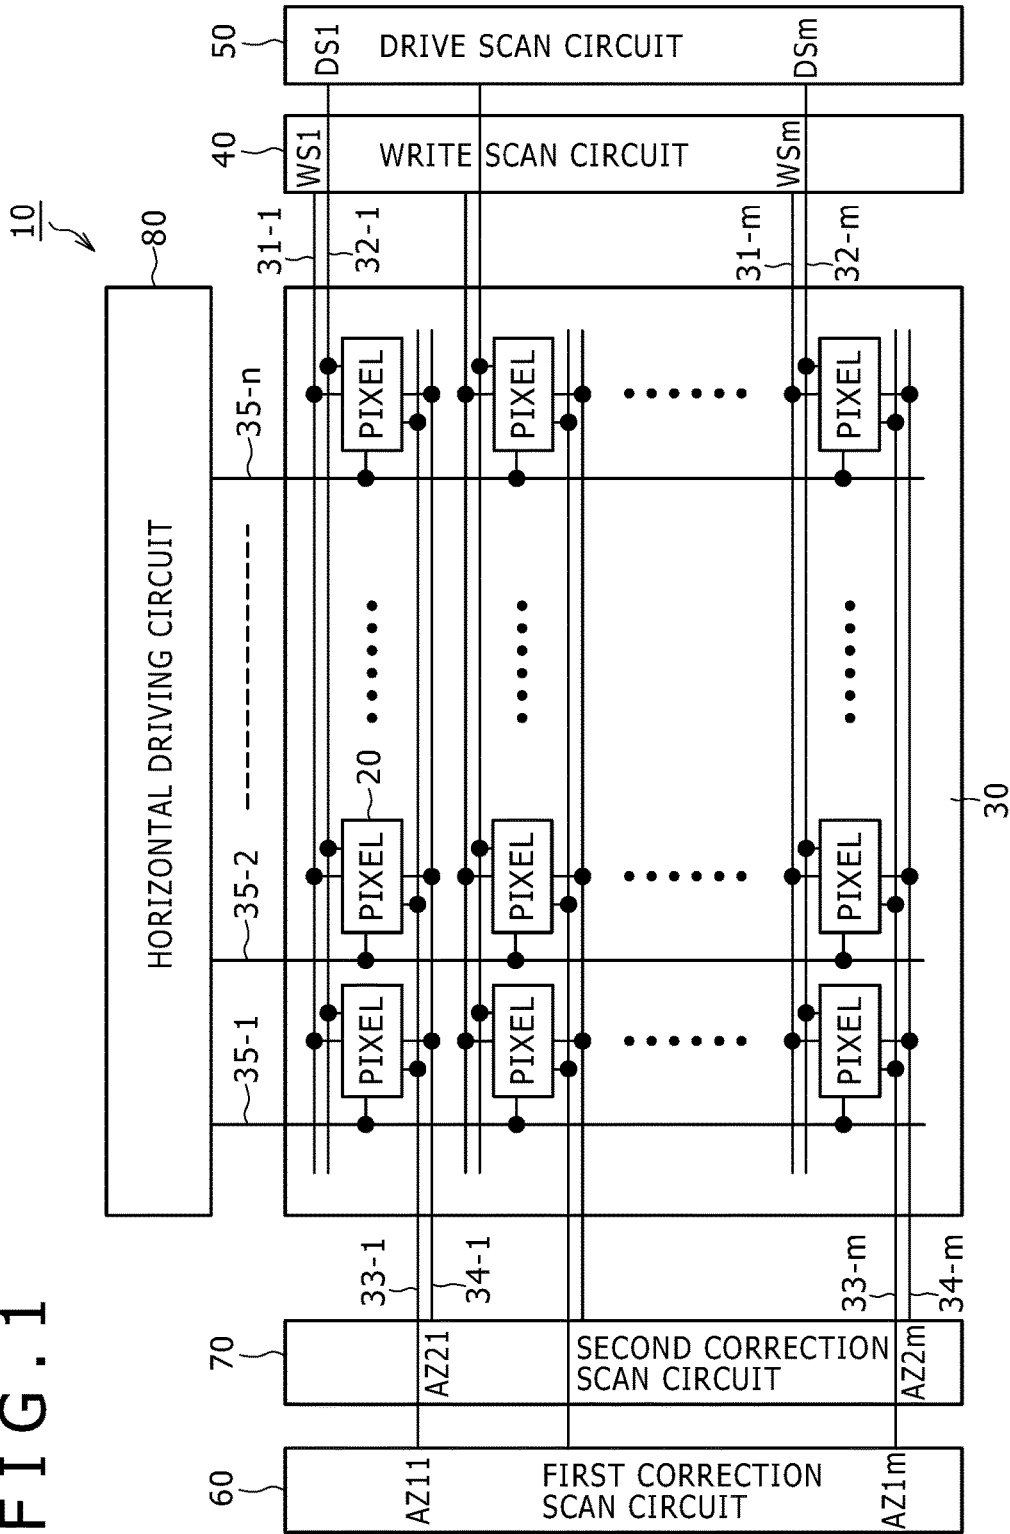 FIG.1
10
80
HORIZONTAL DRIVING CIRCUIT
35-1
35-2
35-n
60
70
40
50
AZ11
AZ21
33-1
34-1
PIXEL
PIXEL
20
PIXEL
31-1
32-1
WS1
DS1
PIXEL
PIXEL
PIXEL
FIRST CORRECTION
SCAN CIRCUIT
SECOND CORRECTION
SCAN CIRCUIT
WRITE SCAN CIRCUIT
DRIVE SCAN CIRCUIT
AZ1m
AZ2m
33-m
34-m
PIXEL
PIXEL
PIXEL
31-m
32-m
WSm
DSm
30